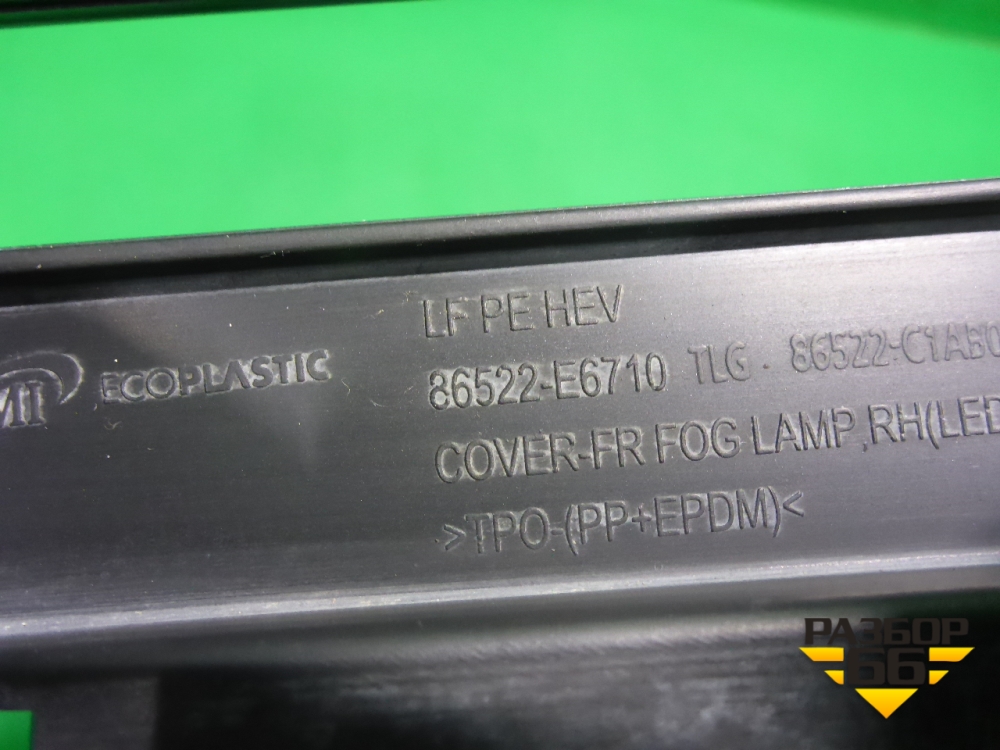 LF PE HEV
MI ECOPLASTIC 86522-E6710 TLG. 86522-C1AB0
COVER-FR FOG LAMP,RH(LED
>TPO-(PP+EPDM)<
РАЗБОР
66